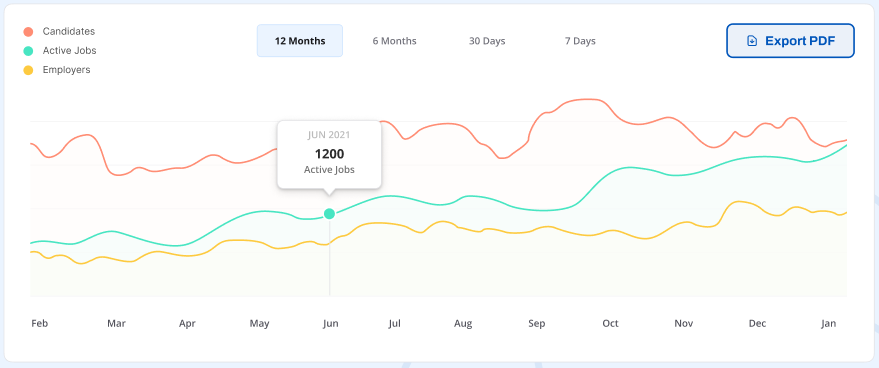 Candidates
Active Jobs
Employers
12 Months
6 Months
30 Days
7 Days
Export PDF
JUN 2021
1200
Active Jobs
Feb Mar Apr May Jun Jul Aug Sep Oct Nov Dec Jan